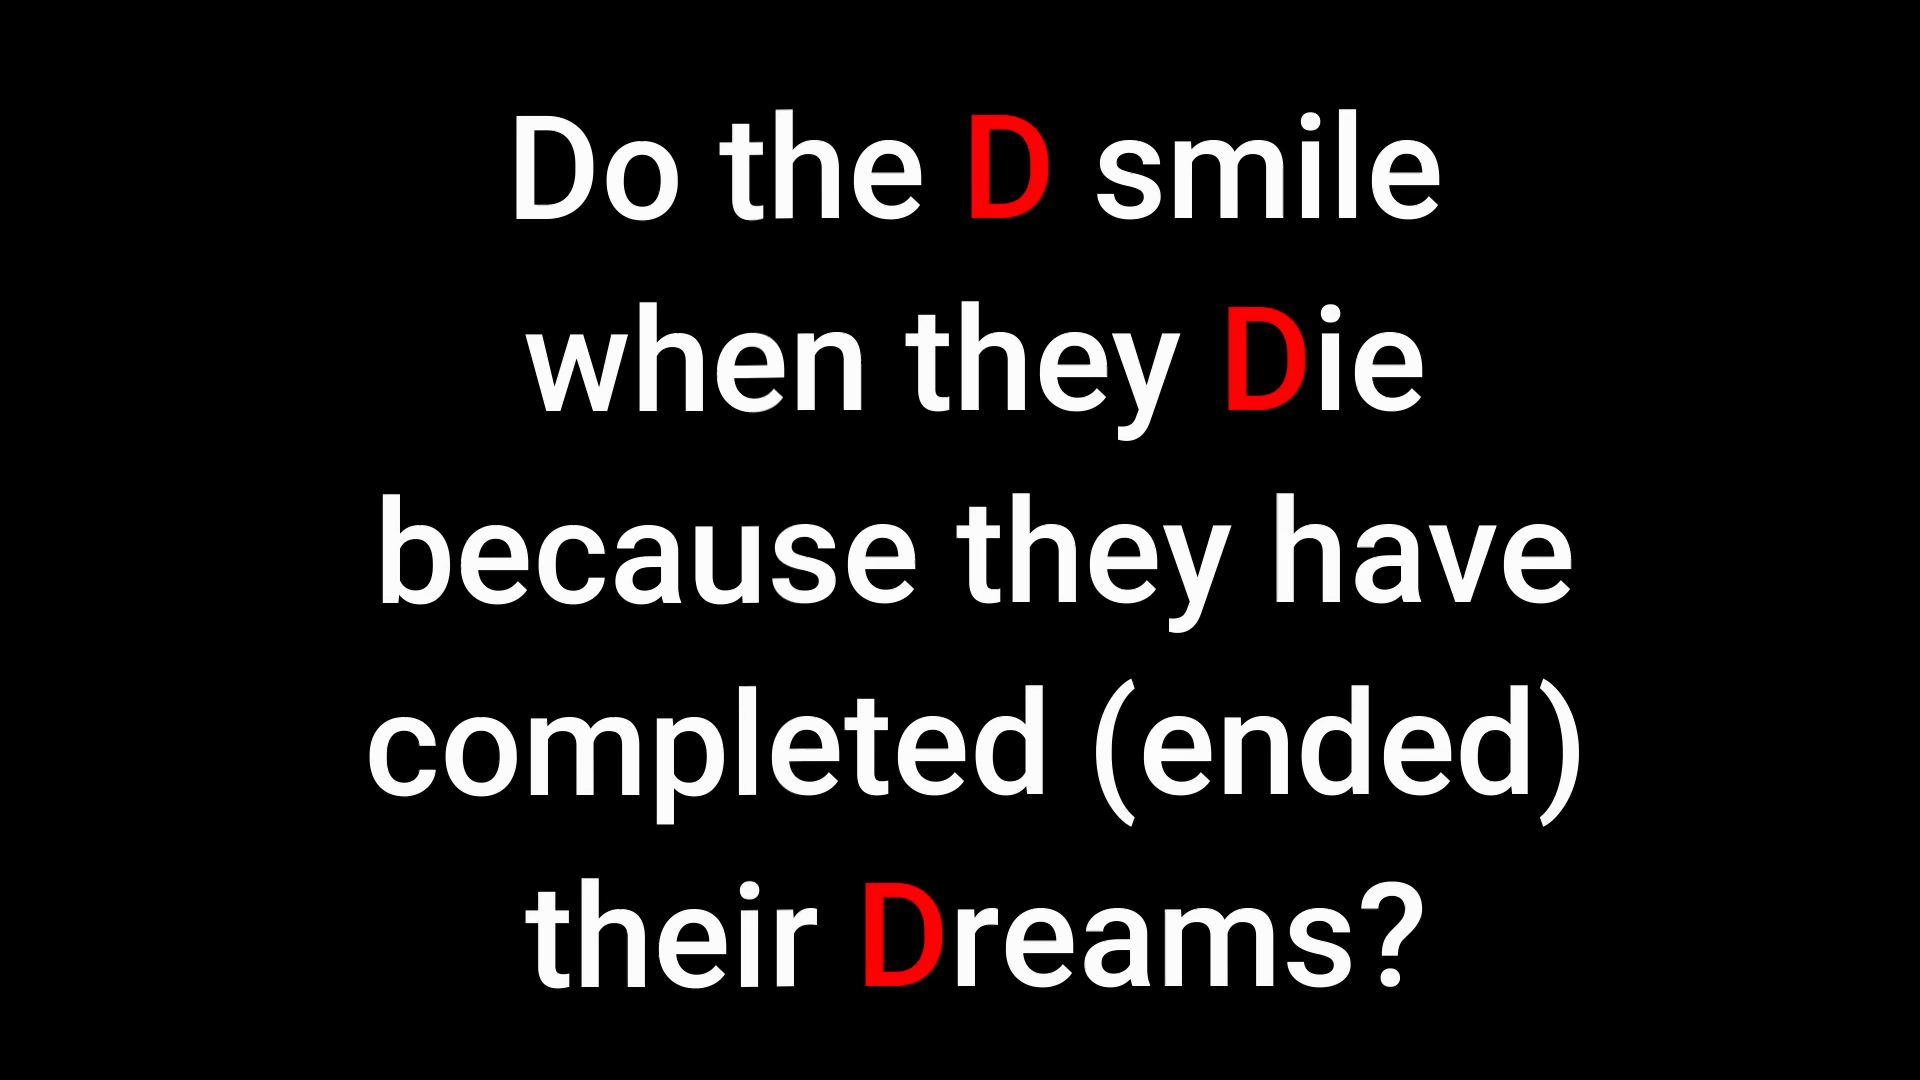 Do the D smile
when they Die
because they have
completed (ended)
their Dreams?